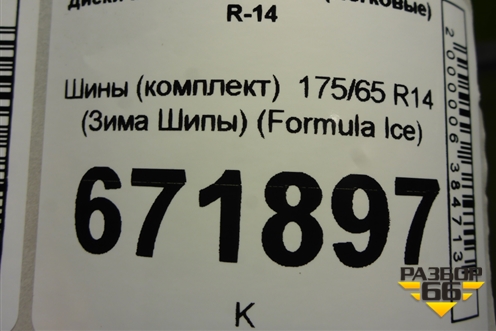 R-14
Шины (комплект) 175/65 R14
(Зима Шипы) (Formula Ice)
671897
К
РАЗБОР
66